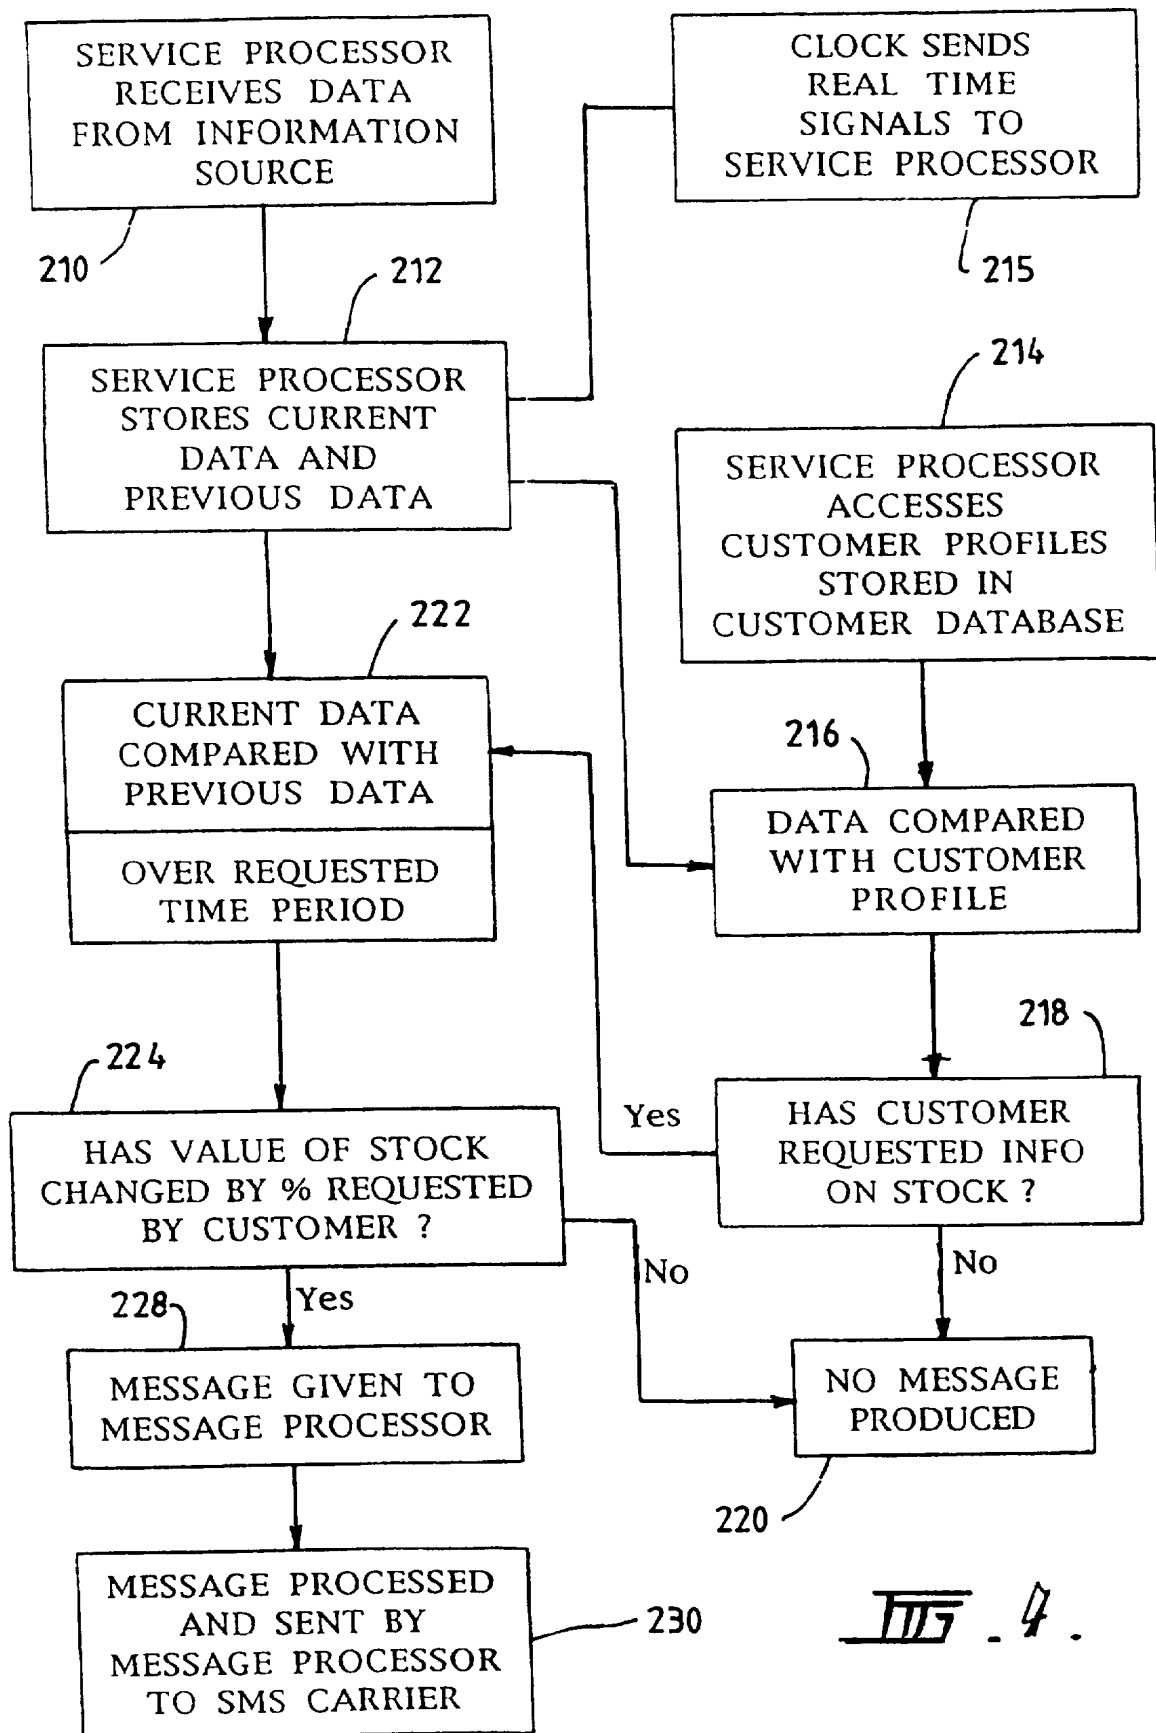 SERVICE PROCESSOR
RECEIVES DATA
FROM INFORMATION
SOURCE
210
CLOCK SENDS
REAL TIME
SIGNALS TO
SERVICE PROCESSOR
215
212
SERVICE PROCESSOR
STORES CURRENT
DATA AND
PREVIOUS DATA
214
SERVICE PROCESSOR
ACCESSES
CUSTOMER PROFILES
STORED IN
CUSTOMER DATABASE
222
CURRENT DATA
COMPARED WITH
PREVIOUS DATA
OVER REQUESTED
TIME PERIOD
216
DATA COMPARED
WITH CUSTOMER
PROFILE
218
HAS CUSTOMER
REQUESTED INFO
ON STOCK ?
Yes
No
224
HAS VALUE OF STOCK
CHANGED BY % REQUESTED
BY CUSTOMER ?
No
Yes
228
MESSAGE GIVEN TO
MESSAGE PROCESSOR
NO MESSAGE
PRODUCED
220
MESSAGE PROCESSED
AND SENT BY
MESSAGE PROCESSOR
TO SMS CARRIER
230
FIG. 4.